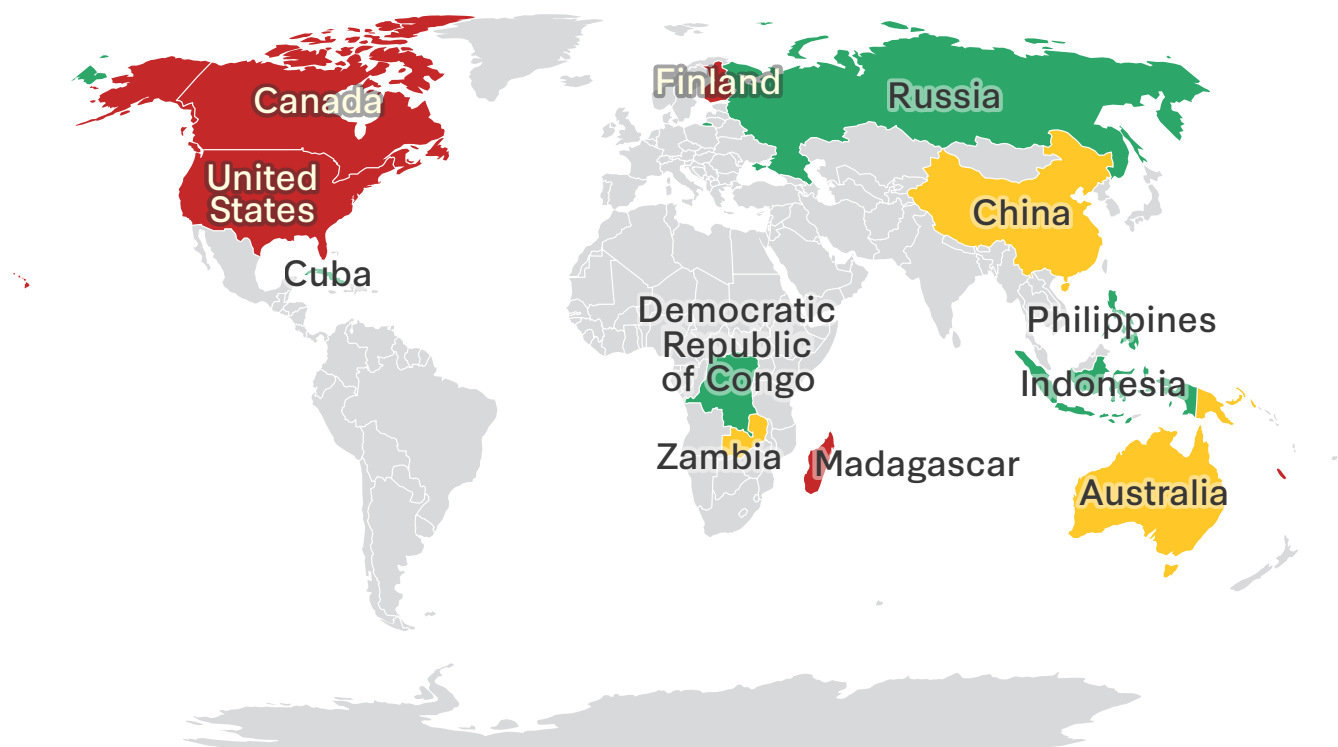 Canada
Finland
Russia
United
States
China
Cuba
Democratic
Republic
of Congo
Philippines
Indonesia
Zambia
Madagascar
Australia